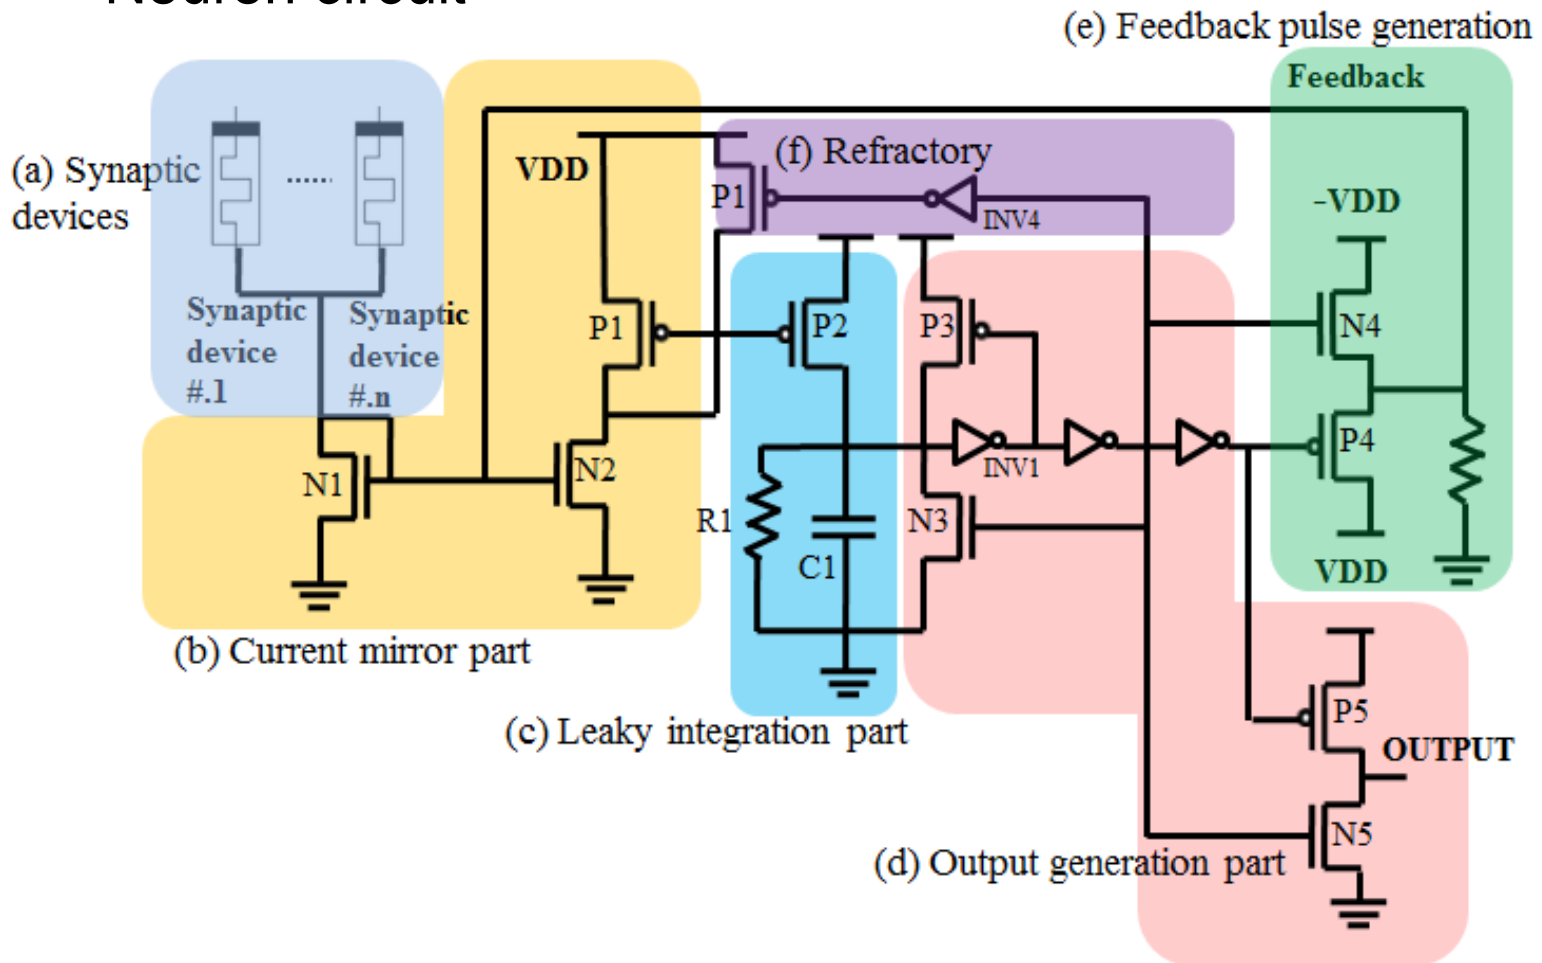 Neuron circuit
(e) Feedback pulse generation
Feedback
(a) Synaptic
devices
......
VDD
(f) Refractory
P1
INV4
-VDD
Synaptic
device
#.1
Synaptic
device
#.n
P1
P2
P3
N4
N1
N2
INV1
P4
R1
C1
N3
VDD
(b) Current mirror part
(c) Leaky integration part
P5
OUTPUT
N5
(d) Output generation part